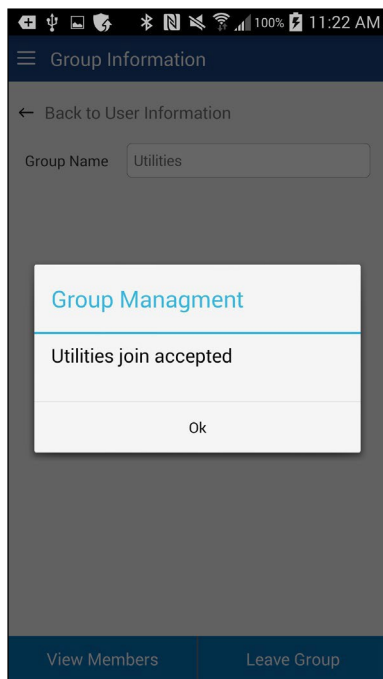 100% 11:22 AM
Group Information
Back to User Information
Group Name Utilities
Group Managment
Utilities join accepted
Ok
View Members Leave Group